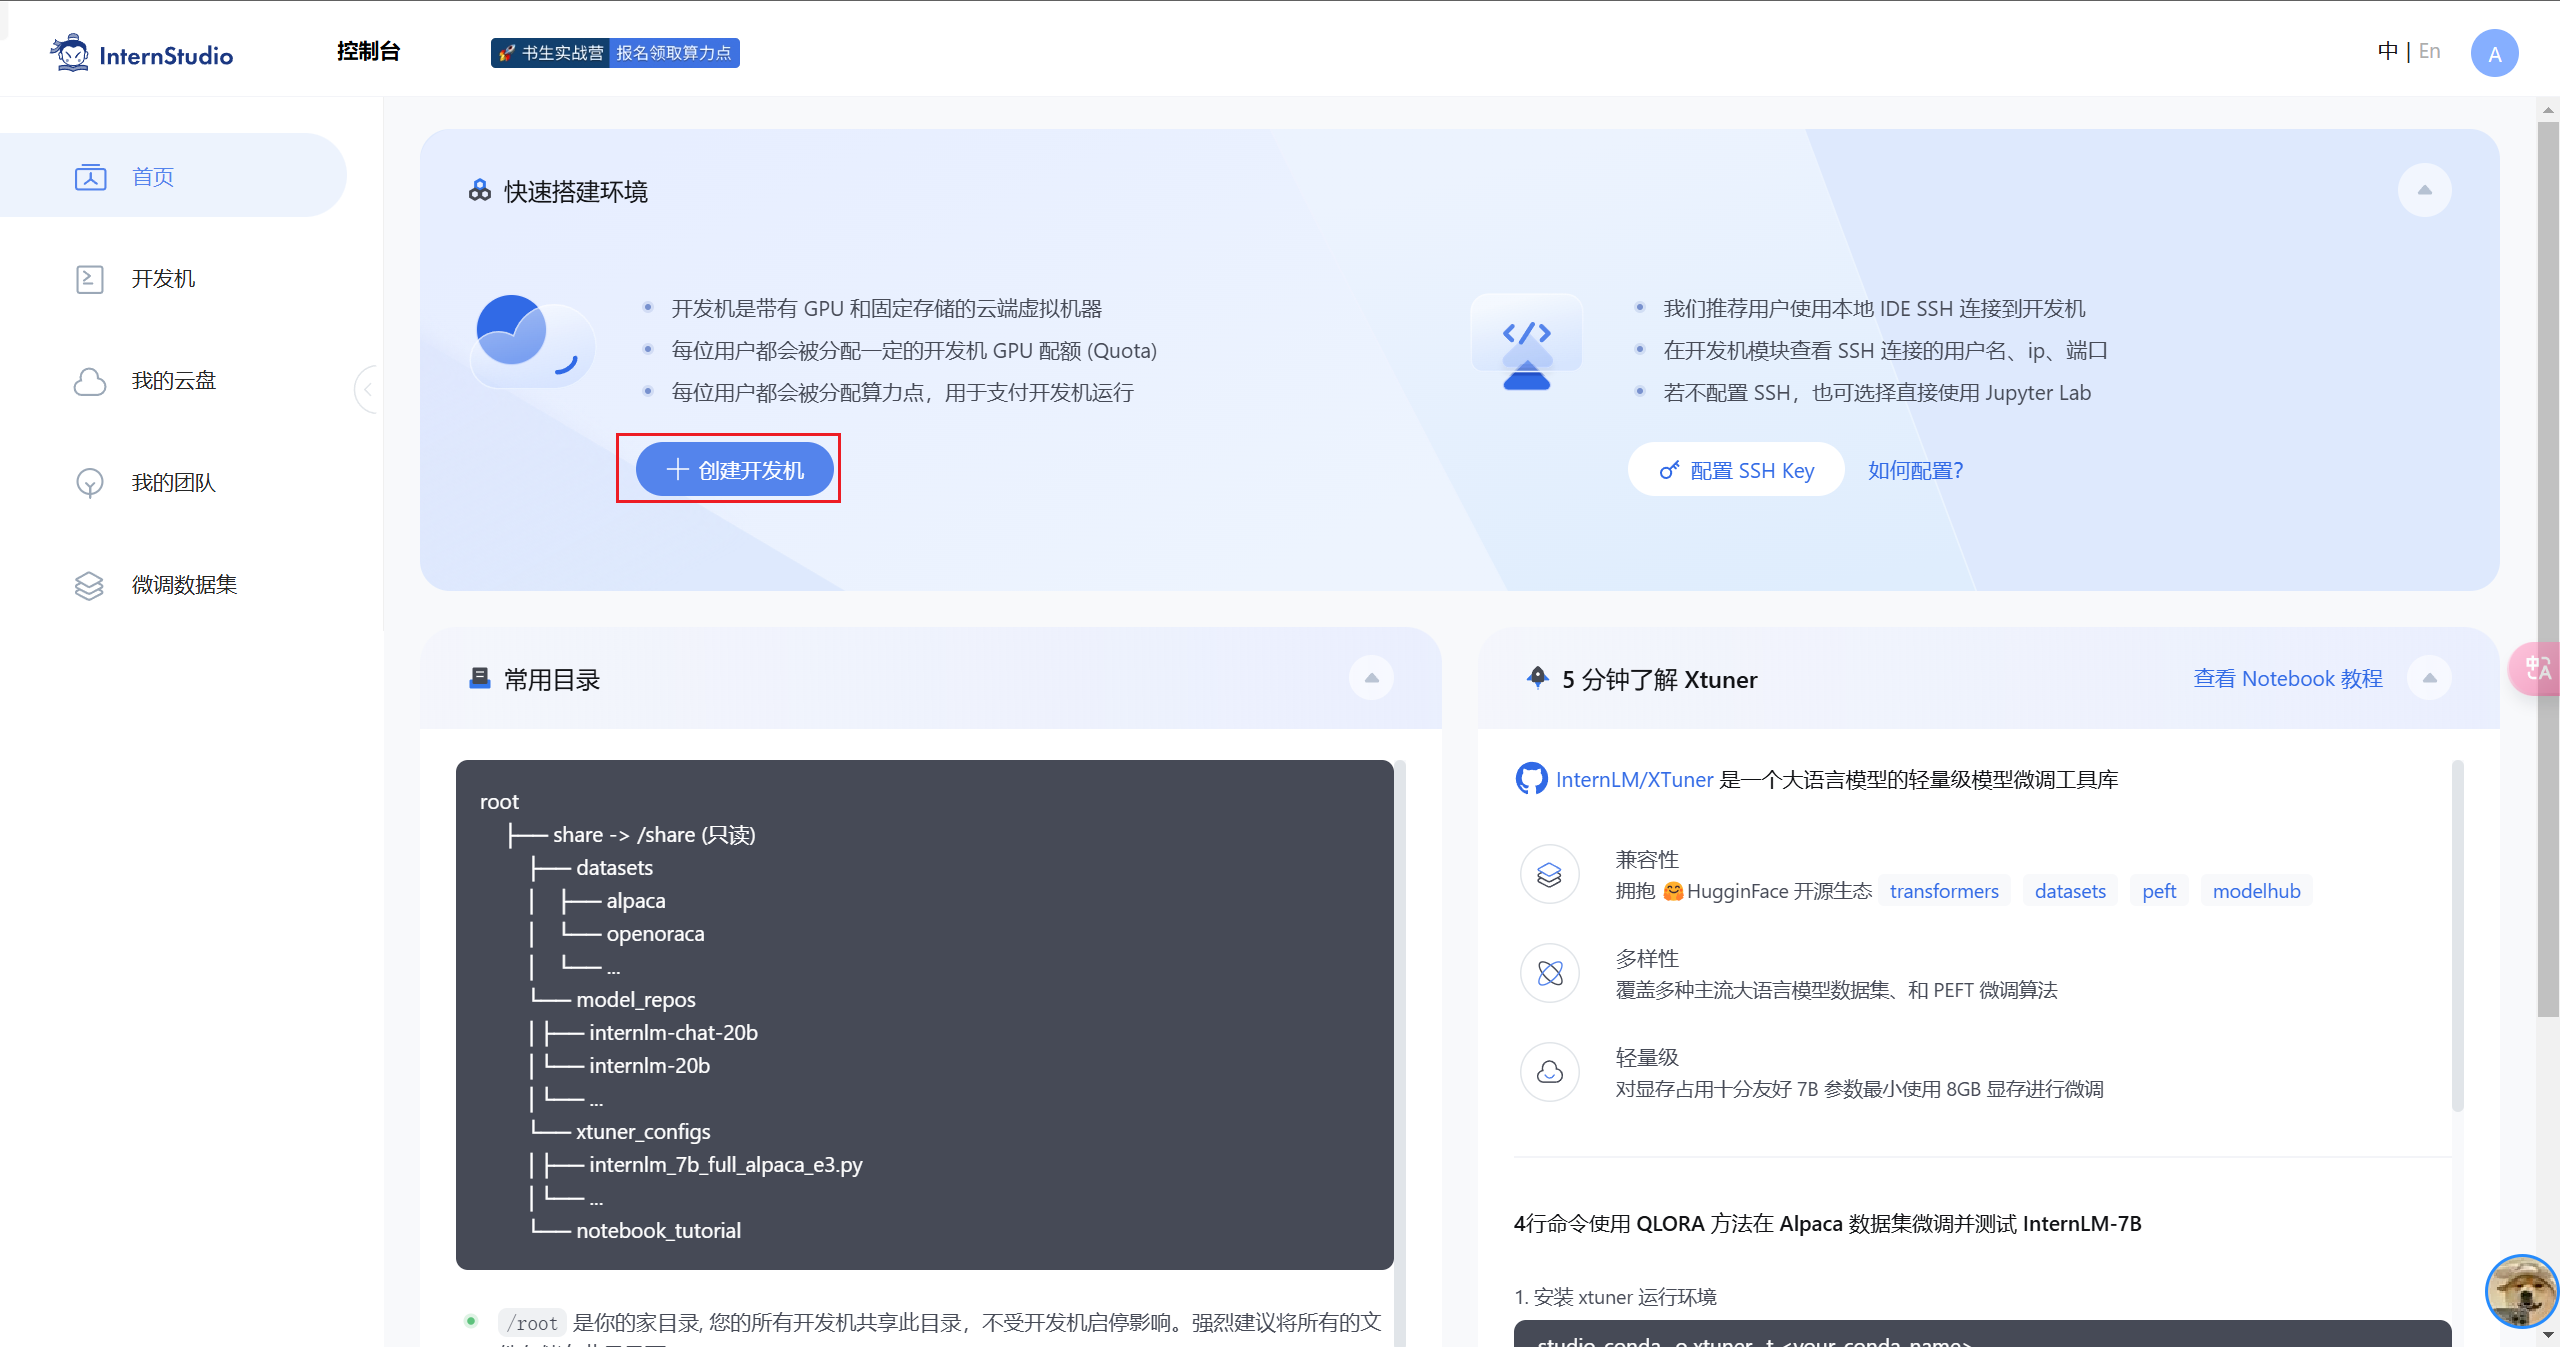 InternStudio
控制台
书生实战营 报名领取算力点
中 | En
A
首页
开发机
我的云盘
我的团队
微调数据集
快速搭建环境
开发机是带有 GPU 和固定存储的云端虚拟机器
每位用户都会被分配一定的开发机 GPU 配额 (Quota)
每位用户都会被分配算力点，用于支付开发机运行
创建开发机
我们推荐用户使用本地 IDE SSH 连接到开发机
在开发机模块查看 SSH 连接的用户名、ip、端口
若不配置 SSH，也可选择直接使用 Jupyter Lab
配置 SSH Key
如何配置?
常用目录
root
├── share -> /share (只读)
├── datasets
│ ├── alpaca
│ └── openoraca
│ └── ...
└── model_repos
│├── internlm-chat-20b
│└── internlm-20b
│└── ...
└── xtuner_configs
│├── internlm_7b_full_alpaca_e3.py
│└── ...
└── notebook_tutorial
/root 是你的家目录, 您的所有开发机共享此目录，不受开发机启停影响。强烈建议将所有的文
5 分钟了解 Xtuner
查看 Notebook 教程
InternLM/XTuner 是一个大语言模型的轻量级模型微调工具库
兼容性
拥抱 🤗HugginFace 开源生态 transformers datasets peft modelhub
多样性
覆盖多种主流大语言模型数据集、和 PEFT 微调算法
轻量级
对显存占用十分友好 7B 参数最小使用 8GB 显存进行微调
4行命令使用 QLORA 方法在 Alpaca 数据集微调并测试 InternLM-7B
1. 安装 xtuner 运行环境
studio-conda -o xtuner -t <your-conda-name>